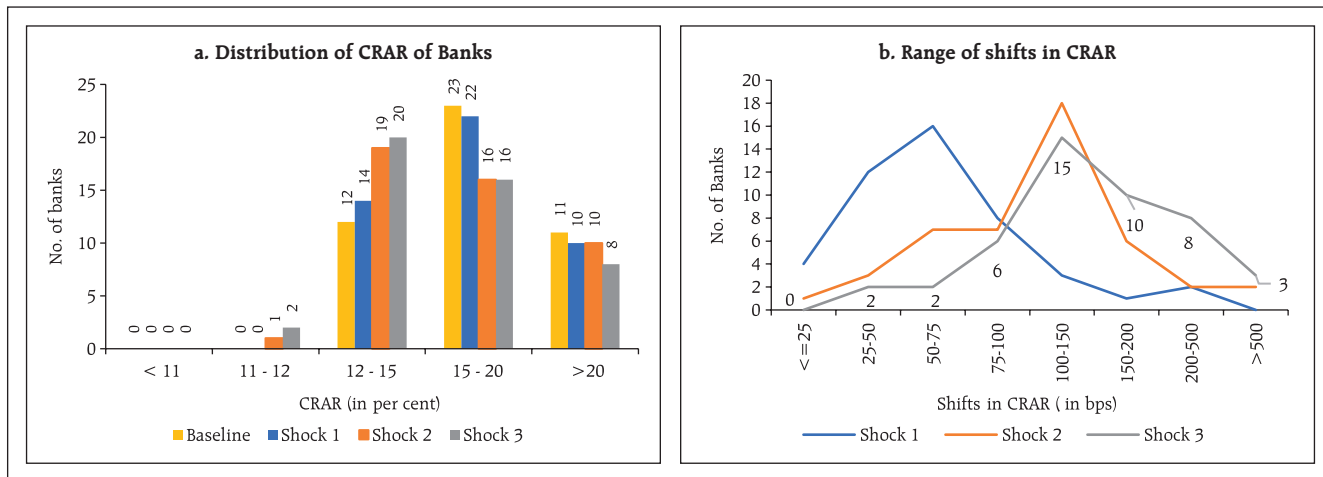 a. Distribution of CRAR of Banks
No. of banks
25
20
15
10
5
0
0 0 0 0
0 0 1 2
12 14 19 20
23 22 16 16
11 10 10 8
< 11 11 - 12 12 - 15 15 - 20 >20
CRAR (in per cent)
Baseline Shock 1 Shock 2 Shock 3
b. Range of shifts in CRAR
No. of Banks
20
18
16
14
12
10
8
6
4
2
0
0 2 2 6 15 10 8 3
<=25 25-50 50-75 75-100 100-150 150-200 200-500 >500
Shifts in CRAR ( in bps)
Shock 1 Shock 2 Shock 3